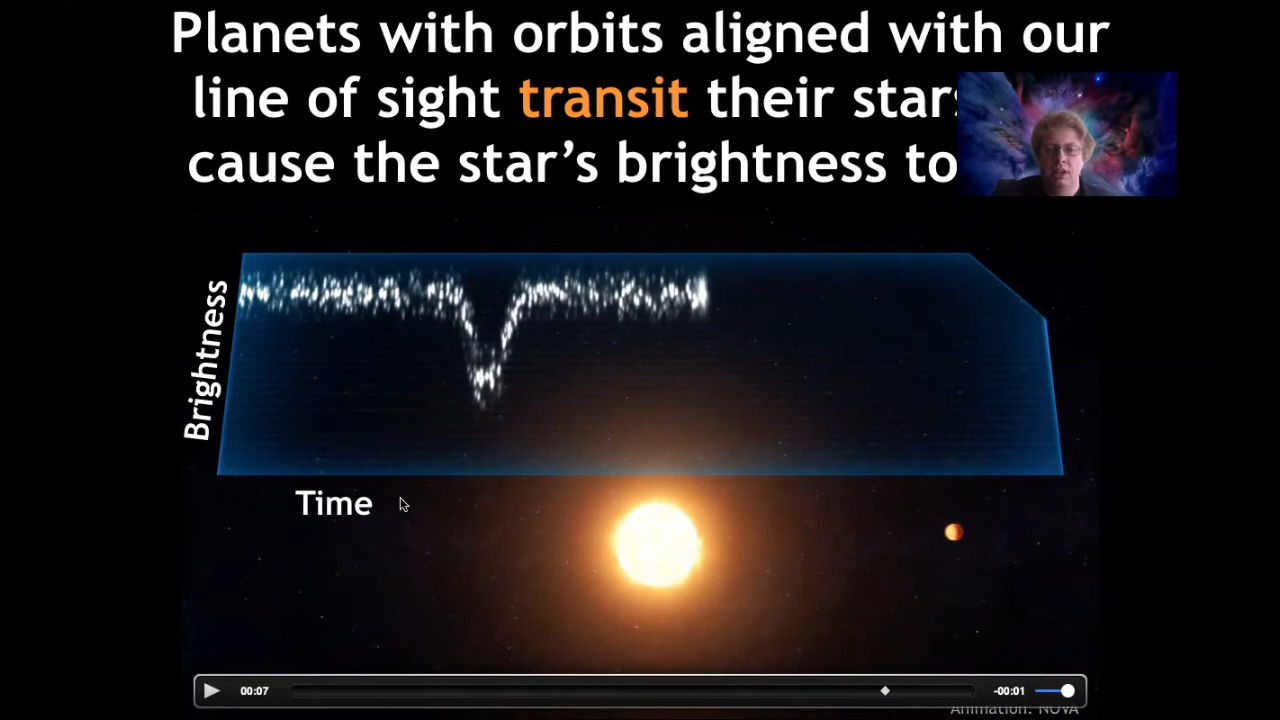 Planets with orbits aligned with our
line of sight transit their stars
cause the star's brightness to
Brightness
Time
00:07
-00:01
Animation: NOVA